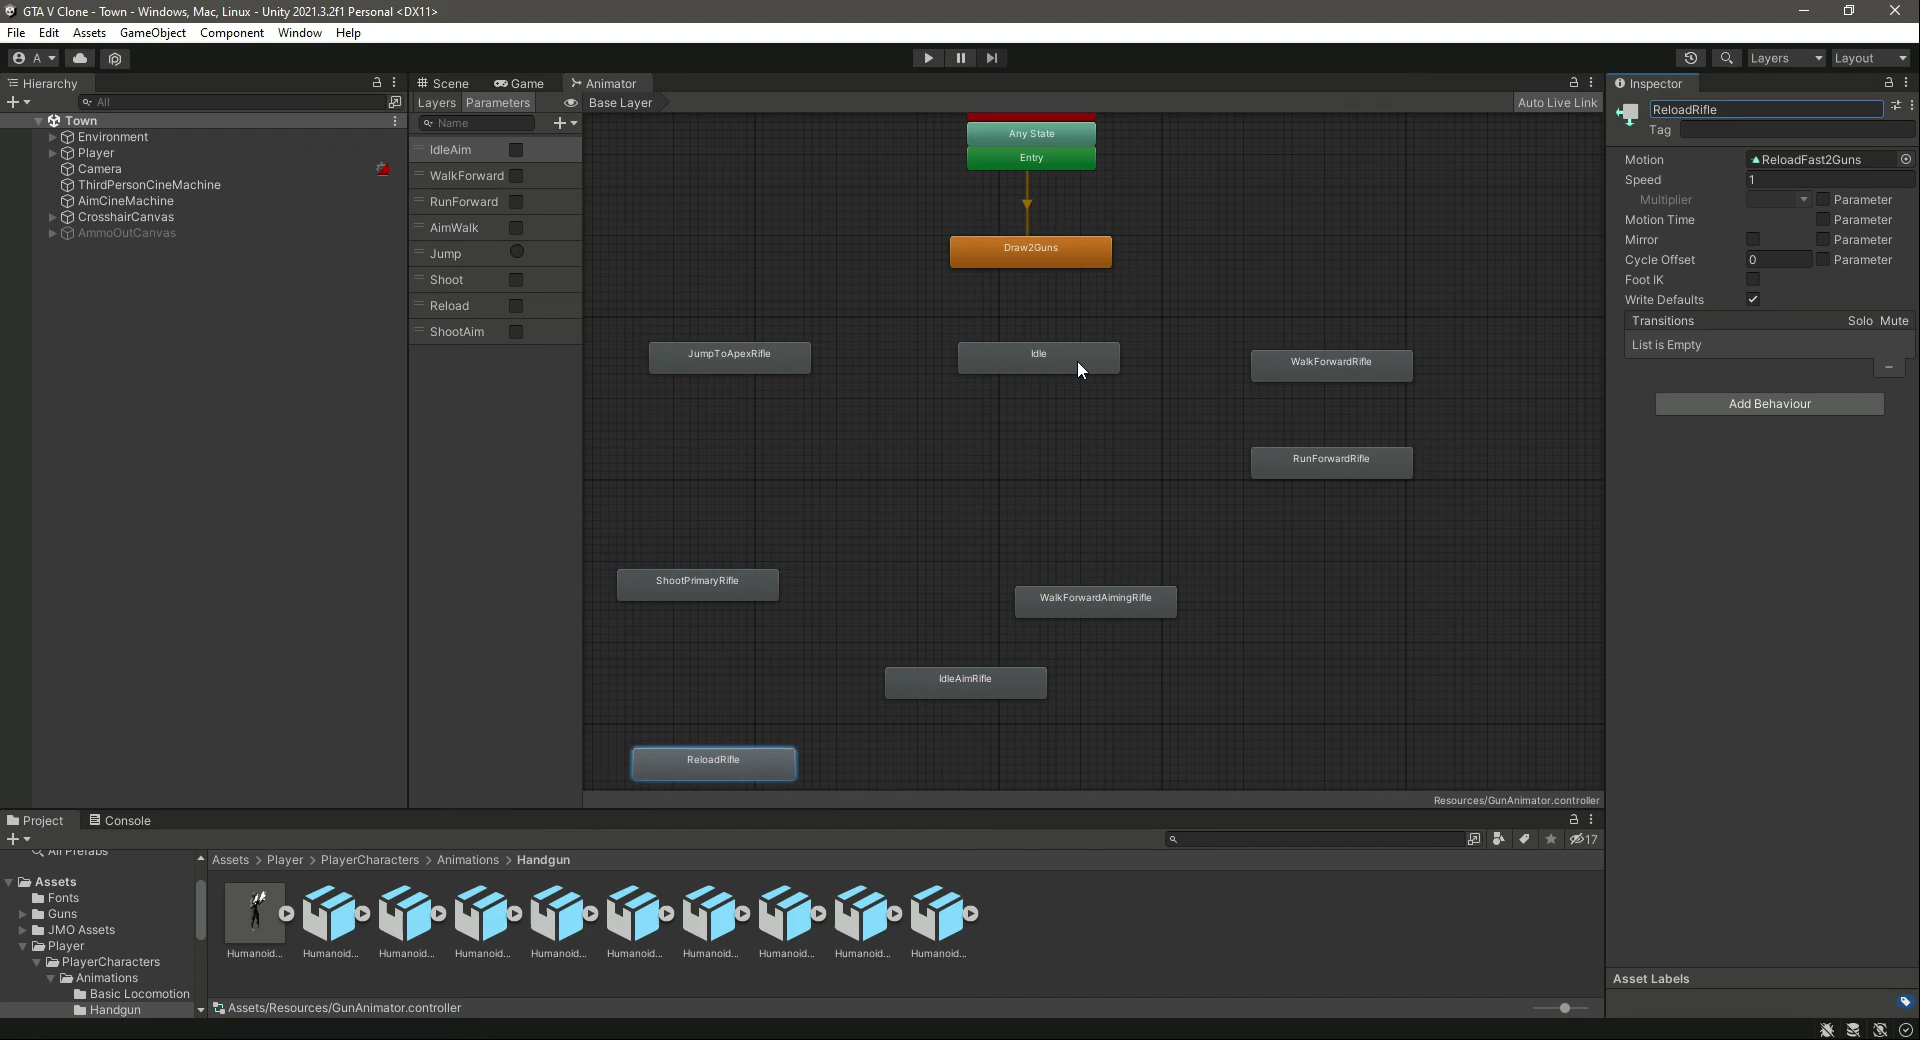 GTA V Clone - Town - Windows, Mac, Linux - Unity 2021.3.2f1 Personal <DX11>
File Edit Assets GameObject Component Window Help
A Layers Layout
Hierarchy
All
Town
Environment
Player
Camera
ThirdPersonCineMachine
AimCineMachine
CrosshairCanvas
AmmoOutCanvas
Scene Game Animator
Layers Parameters Base Layer Auto Live Link
Name
IdleAim
WalkForward
RunForward
AimWalk
Jump
Shoot
Reload
ShootAim
Any State
Entry
Draw2Guns
JumpToApexRifle
Idle
WalkForwardRifle
RunForwardRifle
ShootPrimaryRifle
WalkForwardAimingRifle
IdleAimRifle
ReloadRifle
Resources/GunAnimator.controller
Inspector
ReloadRifle
Tag
Motion ReloadFast2Guns
Speed 1
Multiplier Parameter
Motion Time Parameter
Mirror Parameter
Cycle Offset 0 Parameter
Foot IK
Write Defaults
Transitions Solo Mute
List is Empty
Add Behaviour
Asset Labels
Project Console
17
All Prefabs
Assets
Fonts
Guns
JMO Assets
Player
PlayerCharacters
Animations
Basic Locomotion
Handgun
Assets > Player > PlayerCharacters > Animations > Handgun
Humanoid... Humanoid... Humanoid... Humanoid... Humanoid... Humanoid... Humanoid... Humanoid... Humanoid... Humanoid...
Assets/Resources/GunAnimator.controller